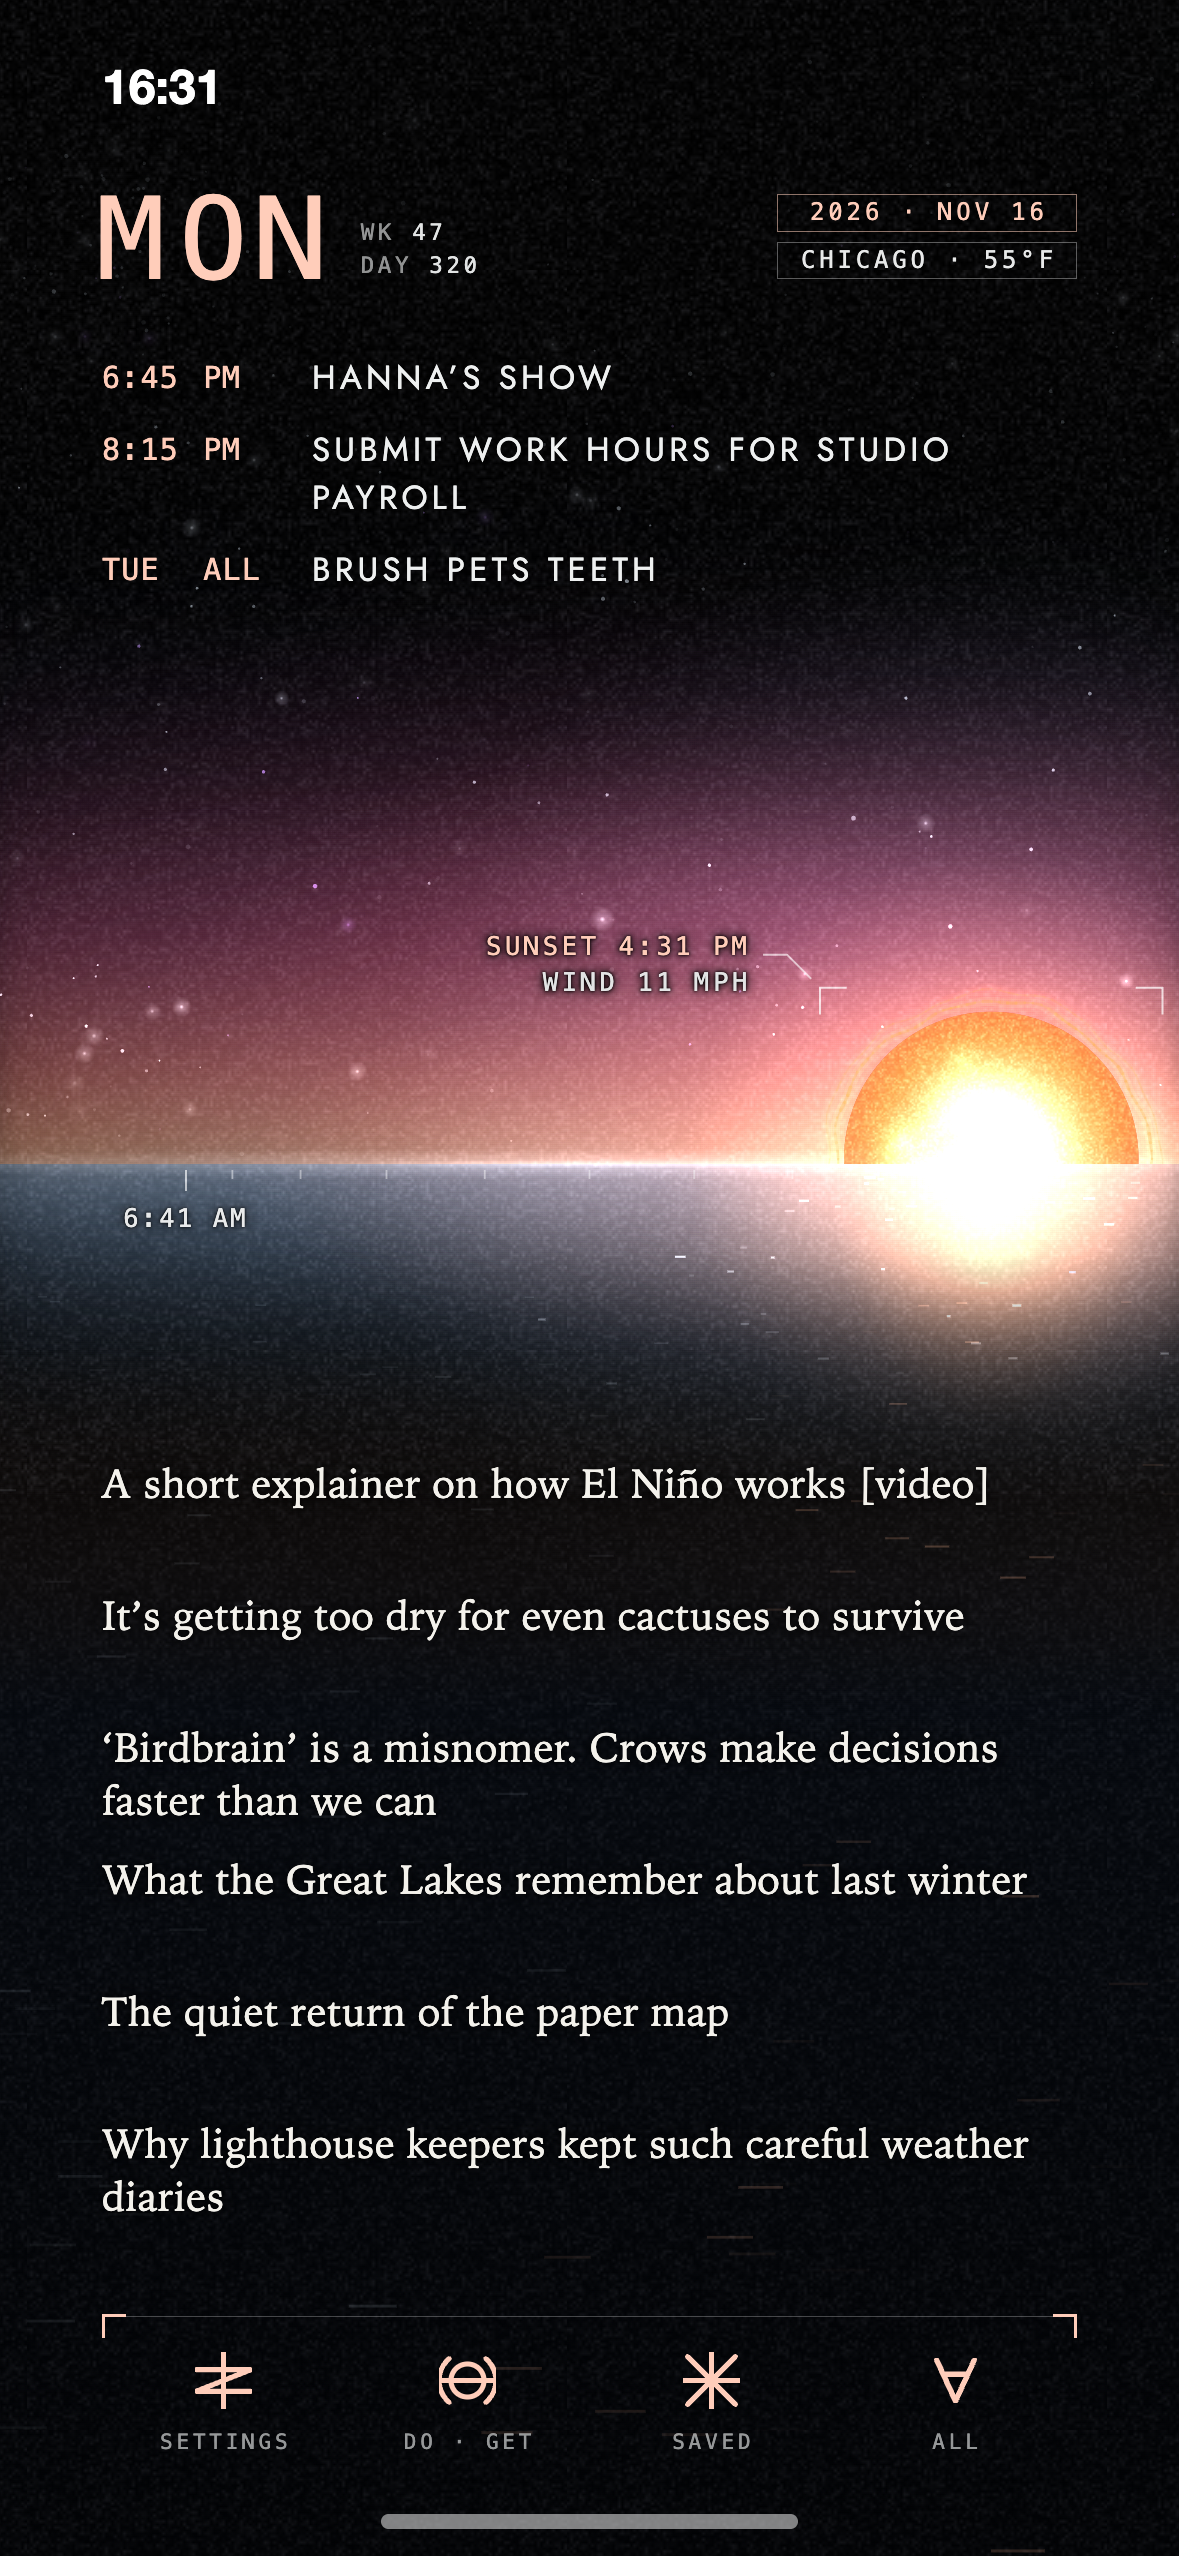 16:31
MON
WK 47
DAY 320
2026 · NOV 16
CHICAGO · 55°F
6:45 PM HANNA’S SHOW
8:15 PM SUBMIT WORK HOURS FOR STUDIO
PAYROLL
TUE ALL BRUSH PETS TEETH
SUNSET 4:31 PM
WIND 11 MPH
6:41 AM
A short explainer on how El Niño works [video]
It’s getting too dry for even cactuses to survive
‘Birdbrain’ is a misnomer. Crows make decisions
faster than we can
What the Great Lakes remember about last winter
The quiet return of the paper map
Why lighthouse keepers kept such careful weather
diaries
SETTINGS
DO · GET
SAVED
ALL